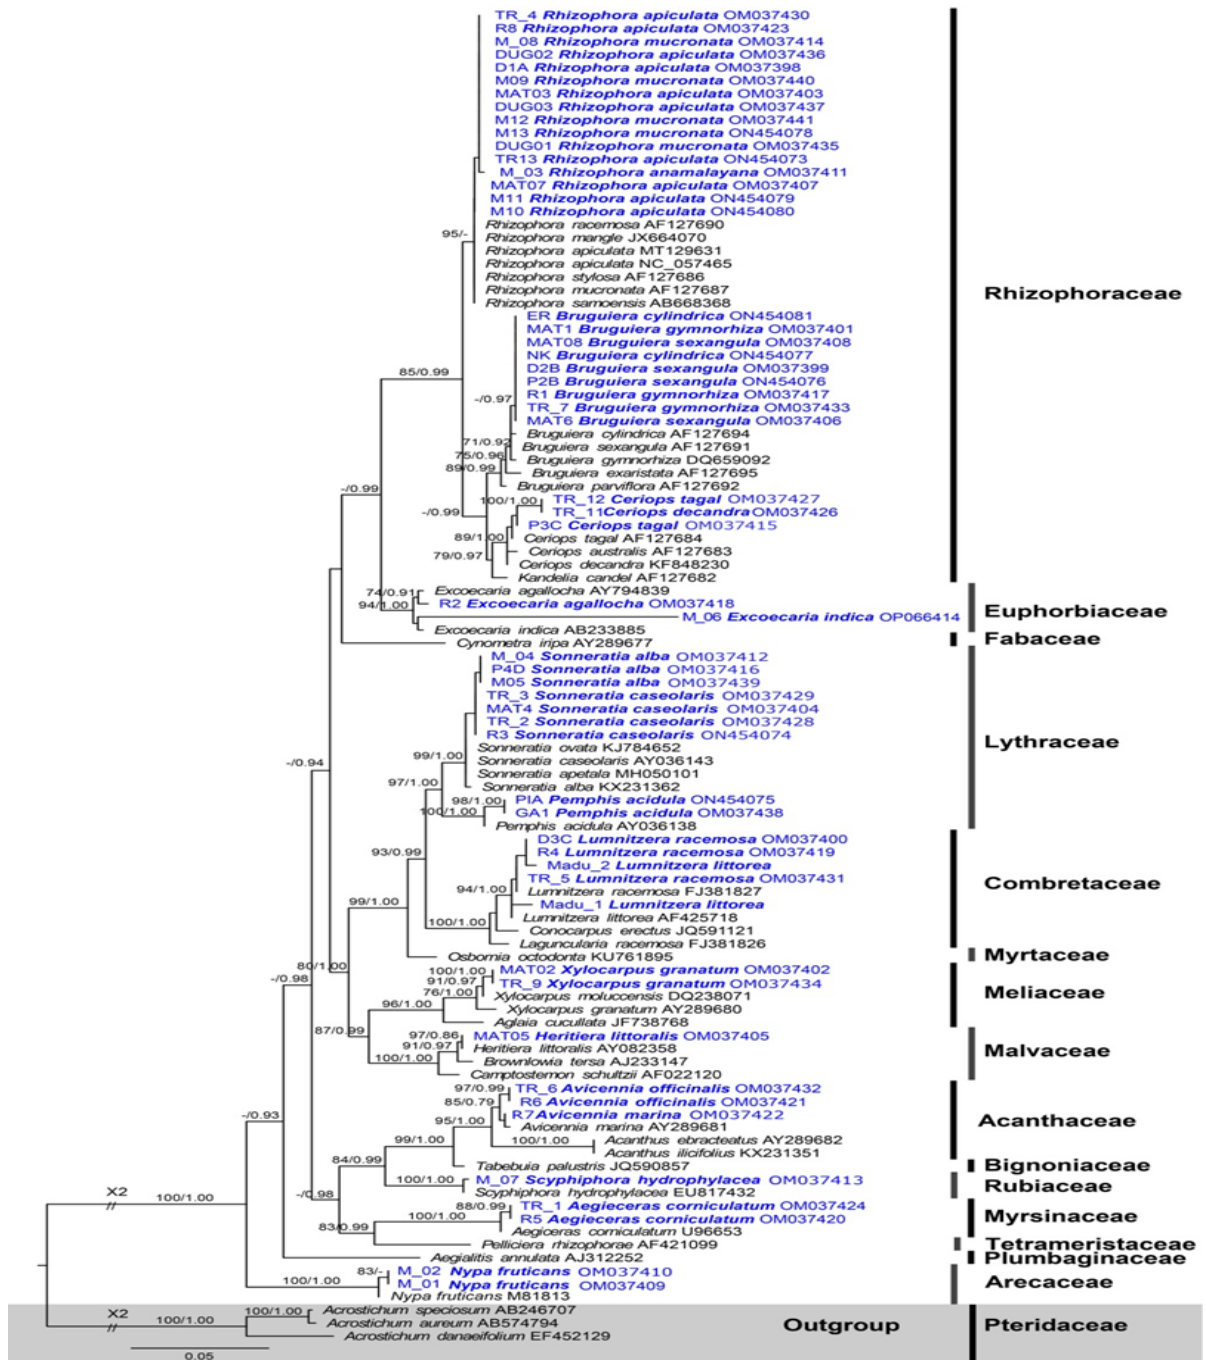 TR_4 Rhizophora apiculata OM037430
R8 Rhizophora apiculata OM037423
M_08 Rhizophora mucronata OM037414
DUG02 Rhizophora apiculata OM037436
D1A Rhizophora apiculata OM037398
M09 Rhizophora mucronata OM037440
MAT03 Rhizophora apiculata OM037403
DUG03 Rhizophora apiculata OM037437
M12 Rhizophora mucronata OM037441
M13 Rhizophora mucronata ON454078
DUG01 Rhizophora mucronata OM037435
TR13 Rhizophora apiculata ON454073
M_03 Rhizophora anamalayana OM037411
MAT07 Rhizophora apiculata OM037407
M11 Rhizophora apiculata ON454079
M10 Rhizophora apiculata ON454080
Rhizophora racemosa AF127690
95/-
Rhizophora mangle JX664070
Rhizophora apiculata MT129631
Rhizophora apiculata NC_057465
Rhizophora stylosa AF127686
Rhizophora mucronata AF127687
Rhizophoraceae
Rhizophora samoensis AB668368
ER Bruguiera cylindrica ON454081
MAT1 Bruguiera gymnorhiza OM037401
MAT08 Bruguiera sexangula OM037408
NK Bruguiera cylindrica ON454077
D2B Bruguiera sexangula OM037399
85/0.99
P2B Bruguiera sexangula ON454076
R1 Bruguiera gymnorhiza OM037417
-/0.97
TR_7 Bruguiera gymnorhiza OM037433
MAT6 Bruguiera sexangula OM037406
Bruguiera cylindrica AF127694
71/0.92
Bruguiera sexangula AF127691
75/0.96
Bruguiera gymnorhiza DQ659092
89/0.99
Bruguiera exaristata AF127695
Bruguiera parviflora AF127692
-/0.99
100/1.00
TR_12 Ceriops tagal OM037427
-/0.99
TR_11Ceriops decandraOM037426
P3C Ceriops tagal OM037415
89/1.00
Ceriops tagal AF127684
79/0.97
Ceriops australis AF127683
Ceriops decandra KF848230
Kandelia candel AF127682
74/0.91
Excoecaria agallocha AY794839
94/1.00
R2 Excoecaria agallocha OM037418
Euphorbiaceae
M_06 Excoecaria indica OP066414
Excoecaria indica AB233885
Cynometra iripa AY289677
Fabaceae
M_04 Sonneratia alba OM037412
P4D Sonneratia alba OM037416
M05 Sonneratia alba OM037439
TR_3 Sonneratia caseolaris OM037429
MAT4 Sonneratia caseolaris OM037404
TR_2 Sonneratia caseolaris OM037428
R3 Sonneratia caseolaris ON454074
Lythraceae
Sonneratia ovata KJ784652
99/1.00
Sonneratia caseolaris AY036143
-/0.94
Sonneratia apetala MH050101
97/1.00
Sonneratia alba KX231362
98/1.00
PIA Pemphis acidula ON454075
100/1.00
GA1 Pemphis acidula OM037438
Pemphis acidula AY036138
D3C Lumnitzera racemosa OM037400
93/0.99
R4 Lumnitzera racemosa OM037419
Madu_2 Lumnitzera littorea
TR_5 Lumnitzera racemosa OM037431
Combretaceae
94/1.00
Lumnitzera racemosa FJ381827
99/1.00
Madu_1 Lumnitzera littorea
100/1.00
Lumnitzera littorea AF425718
Conocarpus erectus JQ591121
Laguncularia racemosa FJ381826
Osbornia octodonta KU761895
Myrtaceae
80/1.00
100/1.00
MAT02 Xylocarpus granatum OM037402
-/0.98
91/0.97
TR_9 Xylocarpus granatum OM037434
76/1.00
Xylocarpus moluccensis DQ238071
Meliaceae
96/1.00
Xylocarpus granatum AY289680
Aglaia cucullata JF738768
87/0.99
97/0.86
MAT05 Heritiera littoralis OM037405
91/0.97
Heritiera littoralis AY082358
Malvaceae
100/1.00
Brownlowia tersa AJ233147
Camptostemon schultzii AF022120
97/0.99
TR_6 Avicennia officinalis OM037432
85/0.79
R6 Avicennia officinalis OM037421
-/0.93
R7Avicennia marina OM037422
95/1.00
Avicennia marina AY289681
Acanthaceae
99/1.00
100/1.00
Acanthus ebracteatus AY289682
Acanthus ilicifolius KX231351
84/0.99
Tabebuia palustris JQ590857
Bignoniaceae
100/1.00
M_07 Scyphiphora hydrophylacea OM037413
Rubiaceae
X2
100/1.00
-/0.98
Scyphiphora hydrophylacea EU817432
88/0.99
TR_1 Aegieceras corniculatum OM037424
100/1.00
R5 Aegieceras corniculatum OM037420
Myrsinaceae
83/0.99
Aegiceras corniculatum U96653
Pelliciera rhizophorae AF421099
Tetrameristaceae
Aegialitis annulata AJ312252
Plumbaginaceae
83/-
M_02 Nypa fruticans OM037410
100/1.00
M_01 Nypa fruticans OM037409
Arecaceae
Nypa fruticans M81813
X2
100/1.00
100/1.00
Acrostichum speciosum AB246707
Acrostichum aureum AB574794
Outgroup
Pteridaceae
Acrostichum danaeifolium EF452129
0.05